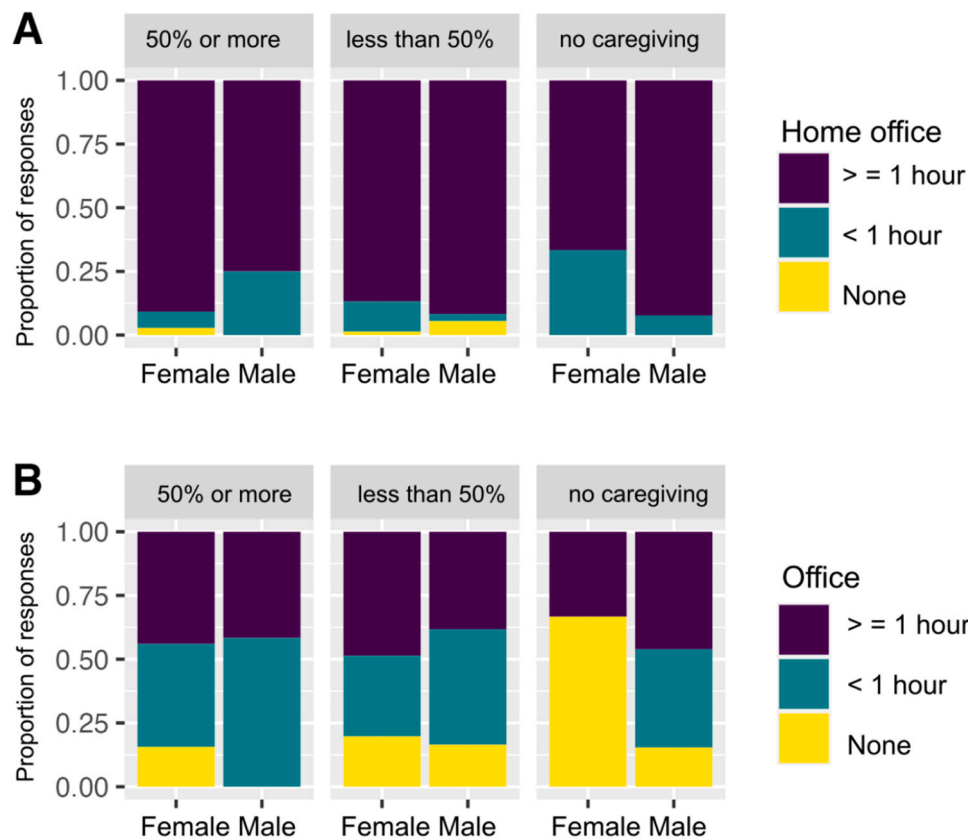 A
50% or more
less than 50%
no caregiving
Proportion of responses
1.00
0.75
0.50
0.25
0.00
Female Male
Female Male
Female Male
Home office
> = 1 hour
< 1 hour
None
B
50% or more
less than 50%
no caregiving
Proportion of responses
1.00
0.75
0.50
0.25
0.00
Female Male
Female Male
Female Male
Office
> = 1 hour
< 1 hour
None